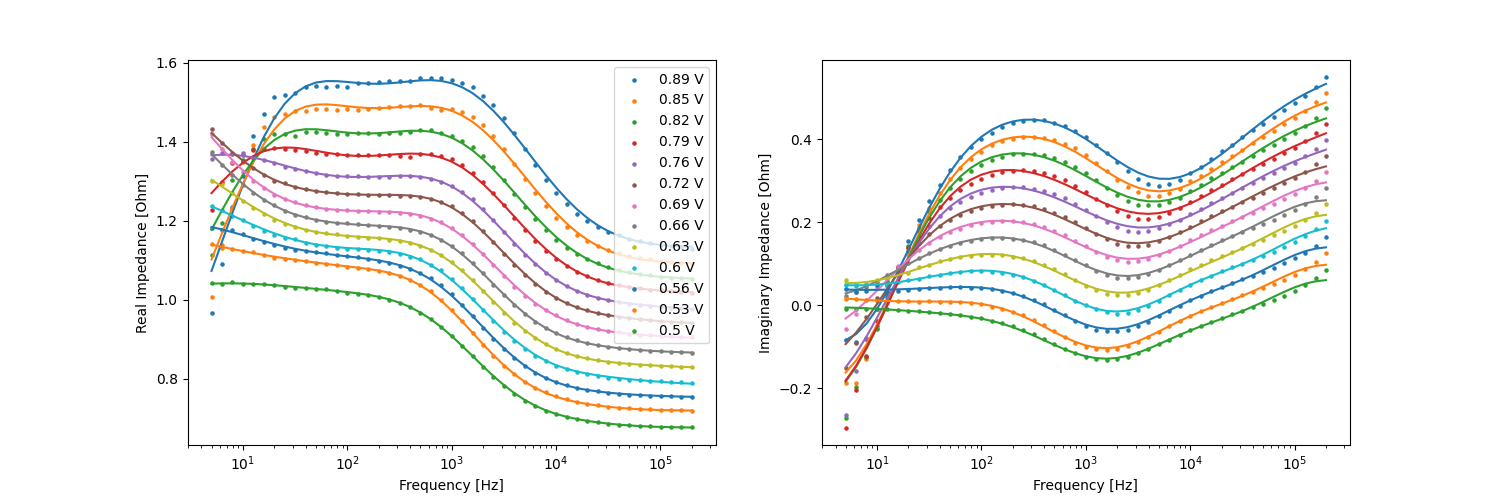 Real Impedance [Ohm]
1.6
1.4
1.2
1.0
0.8
10¹ 10² 10³ 10⁴ 10⁵
Frequency [Hz]
0.89 V
0.85 V
0.82 V
0.79 V
0.76 V
0.72 V
0.69 V
0.66 V
0.63 V
0.6 V
0.56 V
0.53 V
0.5 V
Imaginary Impedance [Ohm]
0.4
0.2
0.0
−0.2
10¹ 10² 10³ 10⁴ 10⁵
Frequency [Hz]